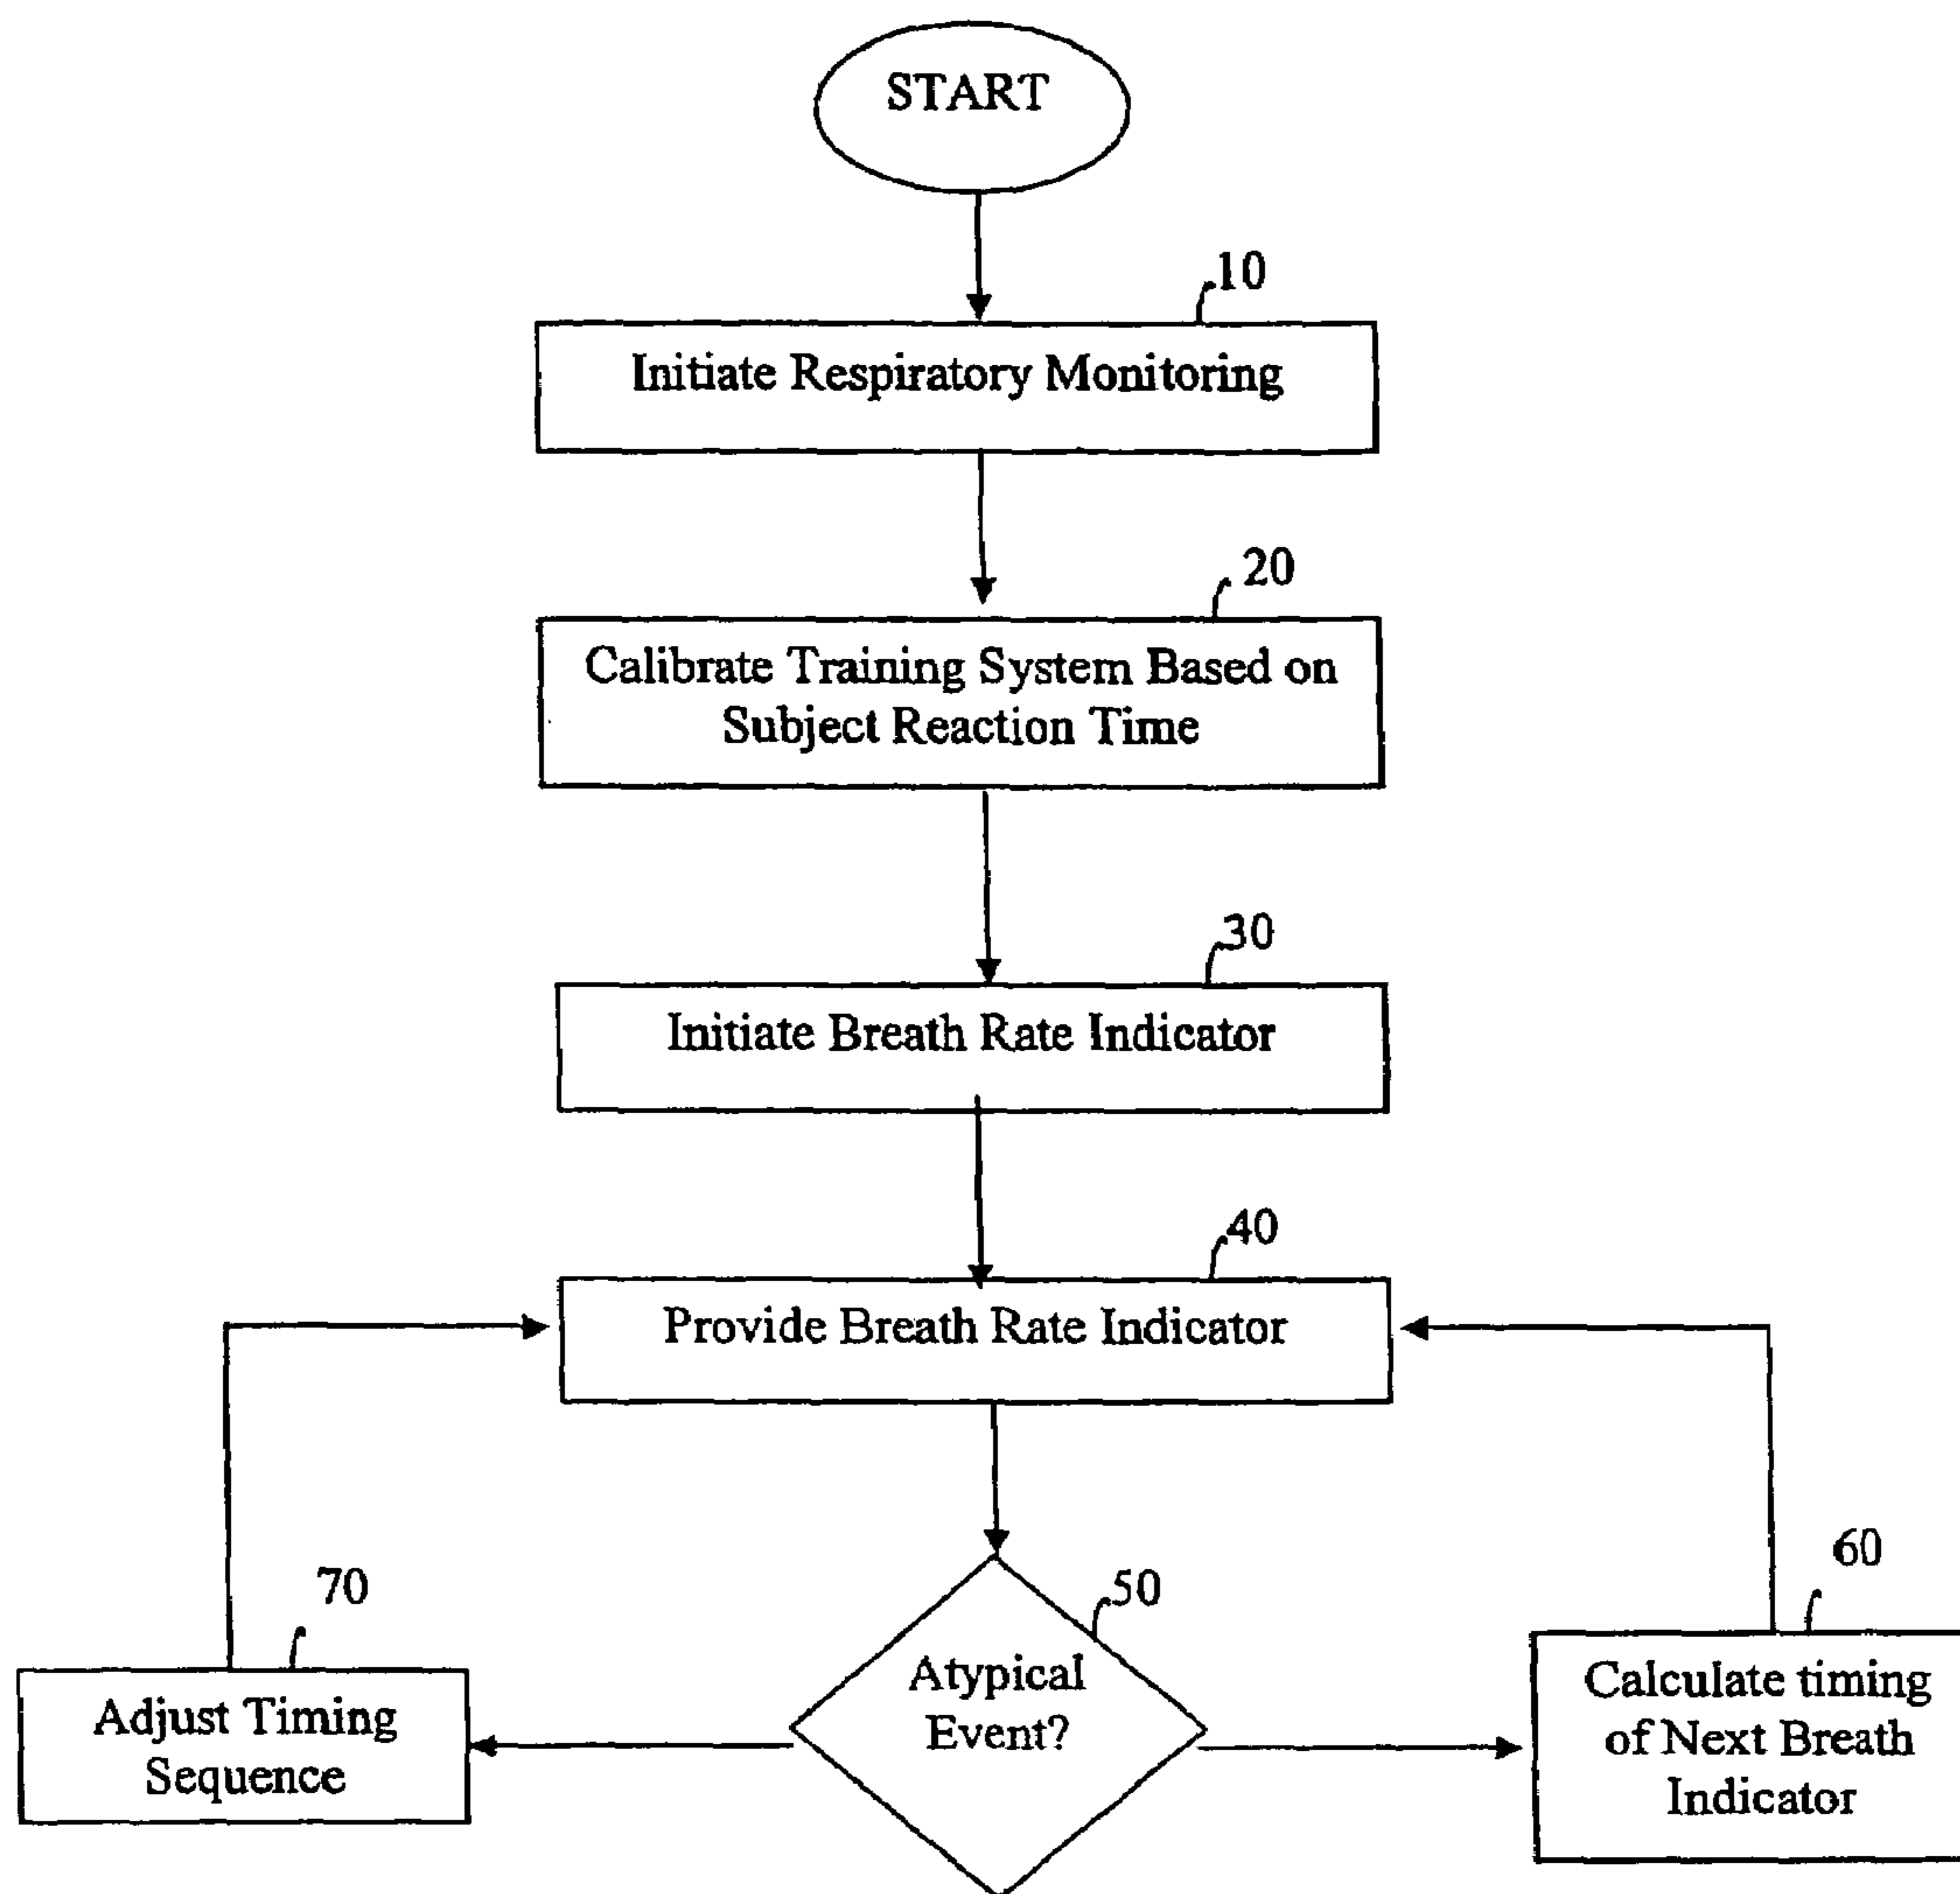 START
10
Initiate Respiratory Monitoring
20
Calibrate Training System Based on
Subject Reaction Time
30
Initiate Breath Rate Indicator
40
Provide Breath Rate Indicator
50
Atypical
Event?
70
Adjust Timing
Sequence
60
Calculate timing
of Next Breath
Indicator